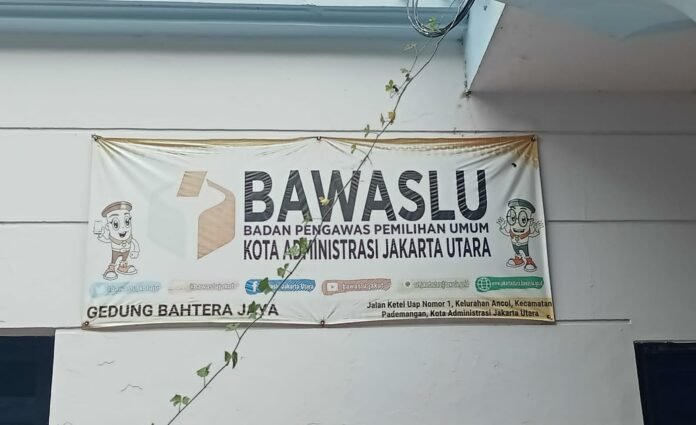 BAWASLU
BADAN PENGAWAS PEMILIHAN UMUM
KOTA ADMINISTRASI JAKARTA UTARA
GEDUNG BAHTERA JAYA
Jalan Ketel Uap Nomor 1, Kelurahan Ancol, Kecamatan
Pademangan, Kota Administrasi Jakarta Utara